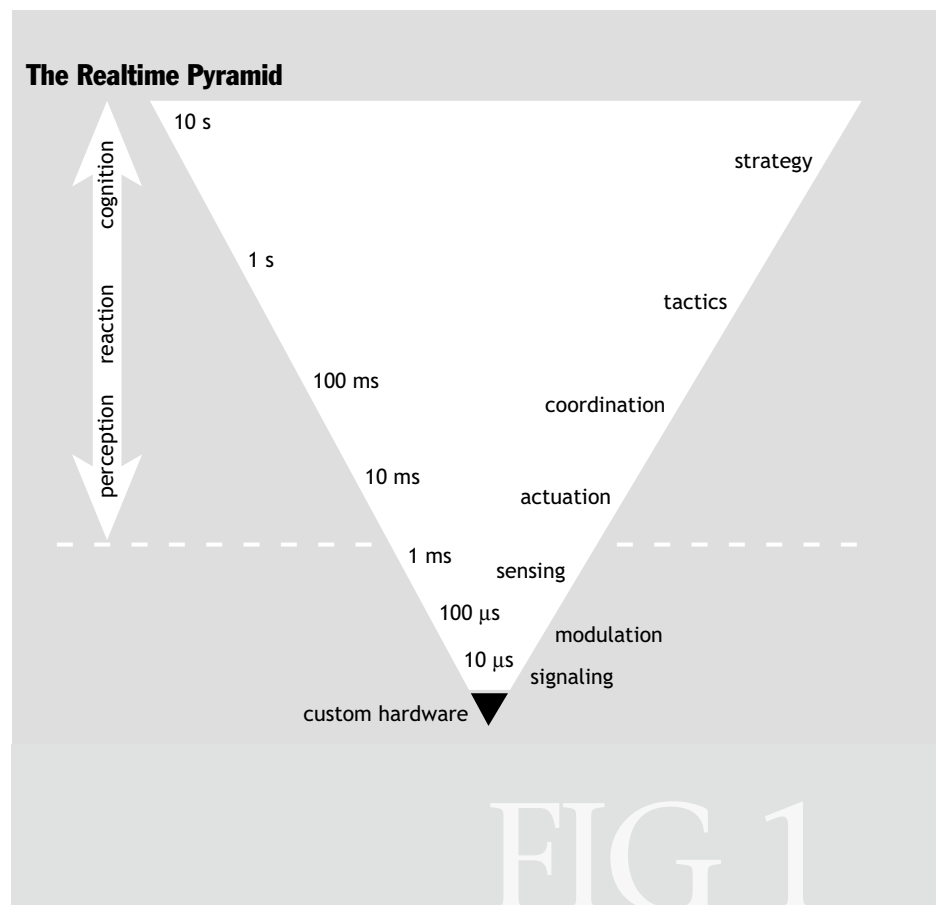 The Realtime Pyramid
10 s
strategy
cognition
1 s
tactics
reaction
100 ms
coordination
perception
10 ms
actuation
1 ms
sensing
100 μs
modulation
10 μs
signaling
custom hardware
FIG 1